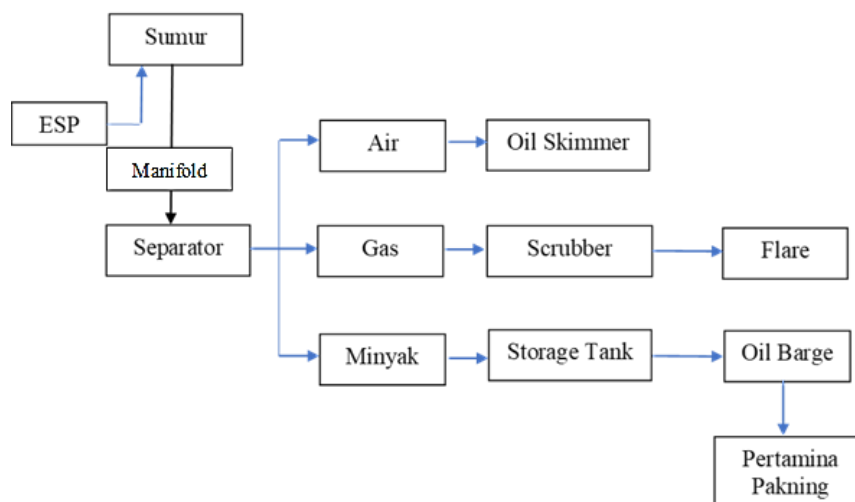 Sumur
ESP
Manifold
Separator
Air
Oil Skimmer
Gas
Scrubber
Flare
Minyak
Storage Tank
Oil Barge
Pertamina
Pakning